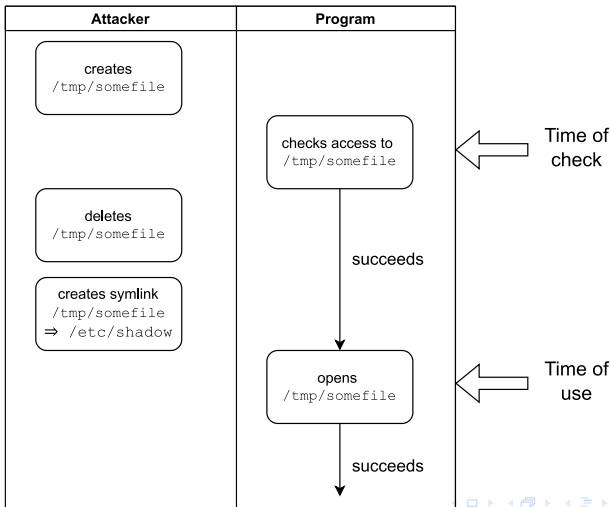 Attacker
Program
creates
/tmp/somefile
checks access to
/tmp/somefile
Time of
check
deletes
/tmp/somefile
succeeds
creates symlink
/tmp/somefile
⇒ /etc/shadow
opens
/tmp/somefile
Time of
use
succeeds